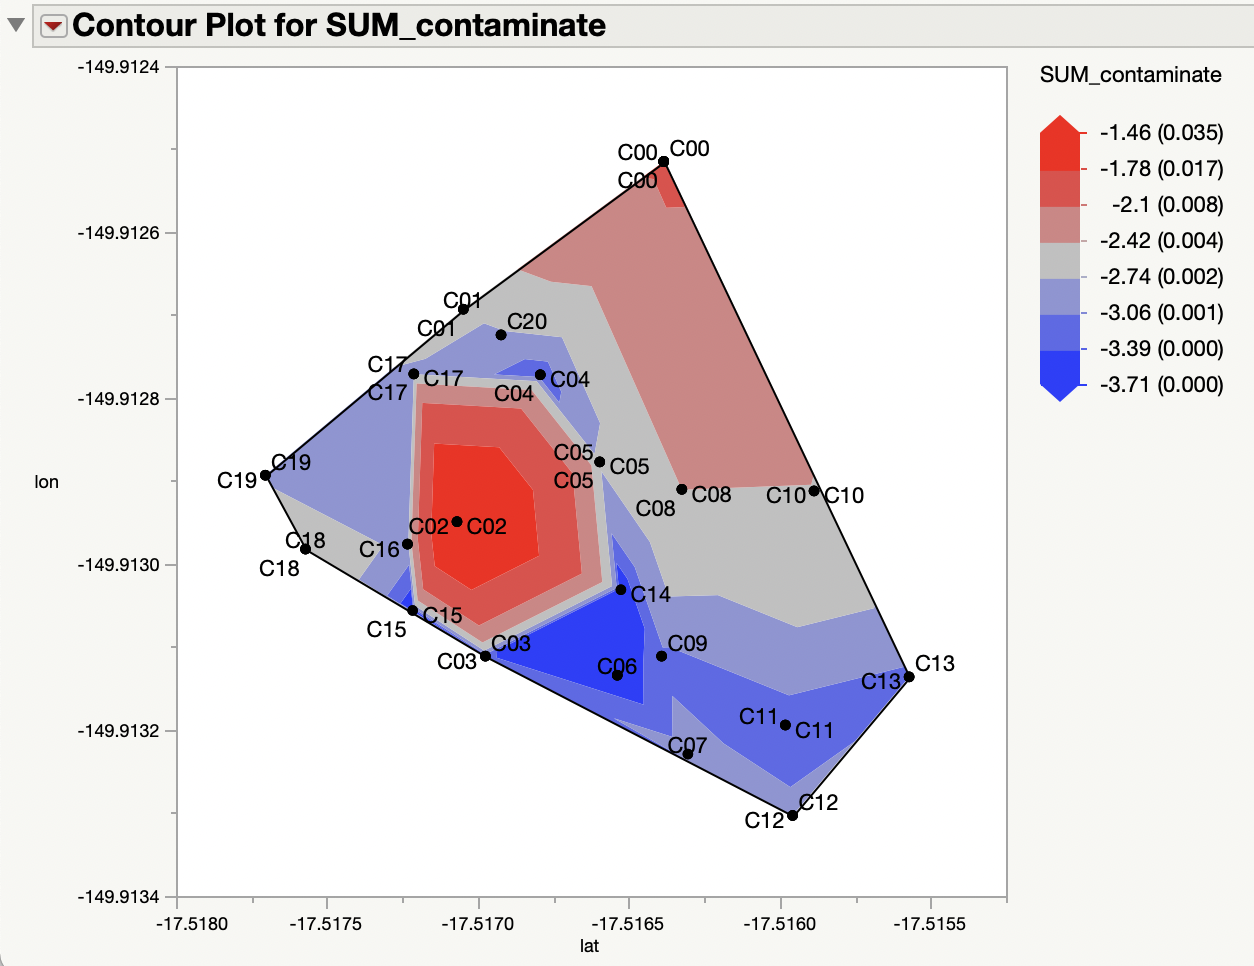 Contour Plot for SUM_contaminate
SUM_contaminate
-1.46 (0.035)
-1.78 (0.017)
-2.1 (0.008)
-2.42 (0.004)
-2.74 (0.002)
-3.06 (0.001)
-3.39 (0.000)
-3.71 (0.000)
-149.9124
-149.9126
-149.9128
-149.9130
-149.9132
-149.9134
lon
C00 C00
C00
C01
C20
C01
C17
C17 C04
C17 C04
C05
C05
C19
C05
C19
C08 C10 C10
C08
C02 C02
C18
C16
C18
C14
C15
C15
C03 C09
C03
C06
C13
C13
C11
C11
C07
C12
C12
-17.5180
-17.5175
-17.5170
-17.5165
-17.5160
-17.5155
lat